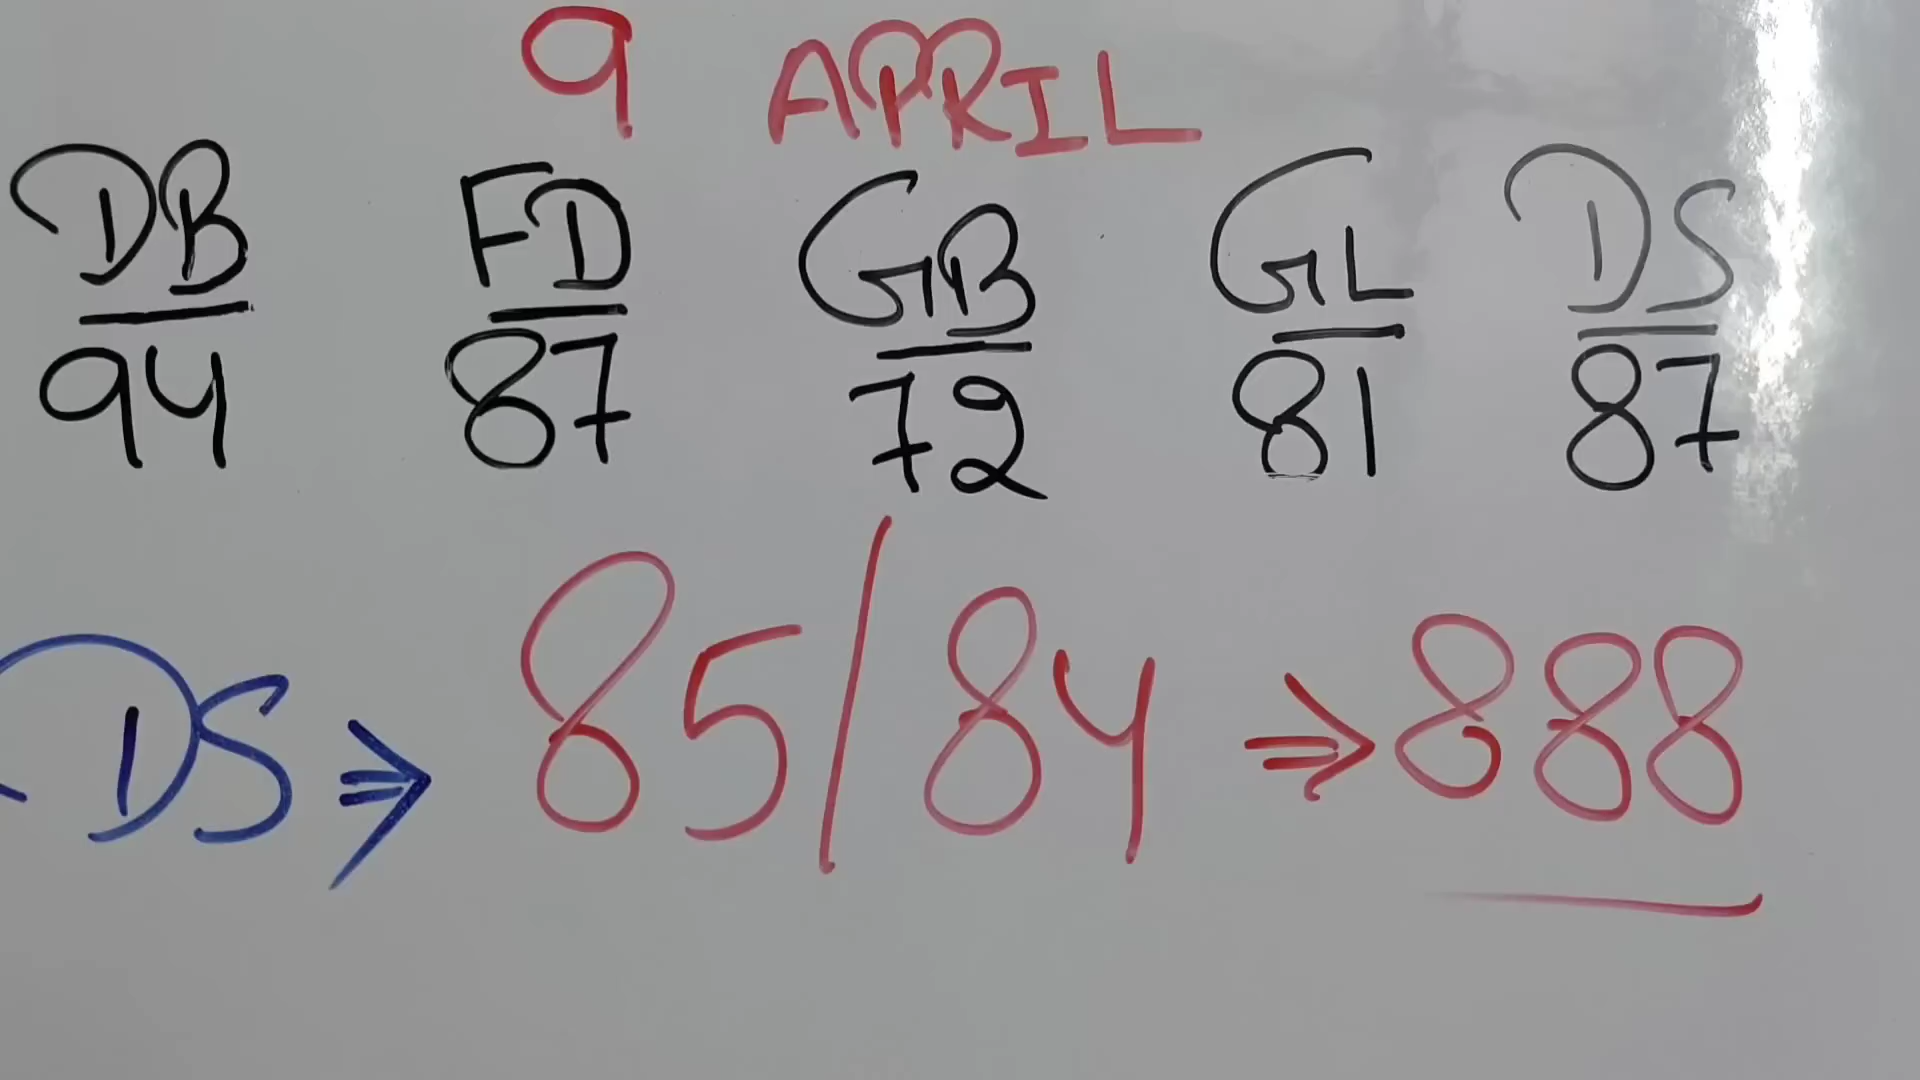 9 APRIL
DB FD GB GL DS
94 87 72 81 87
DS ⇒ 85/84 ⇒ 888